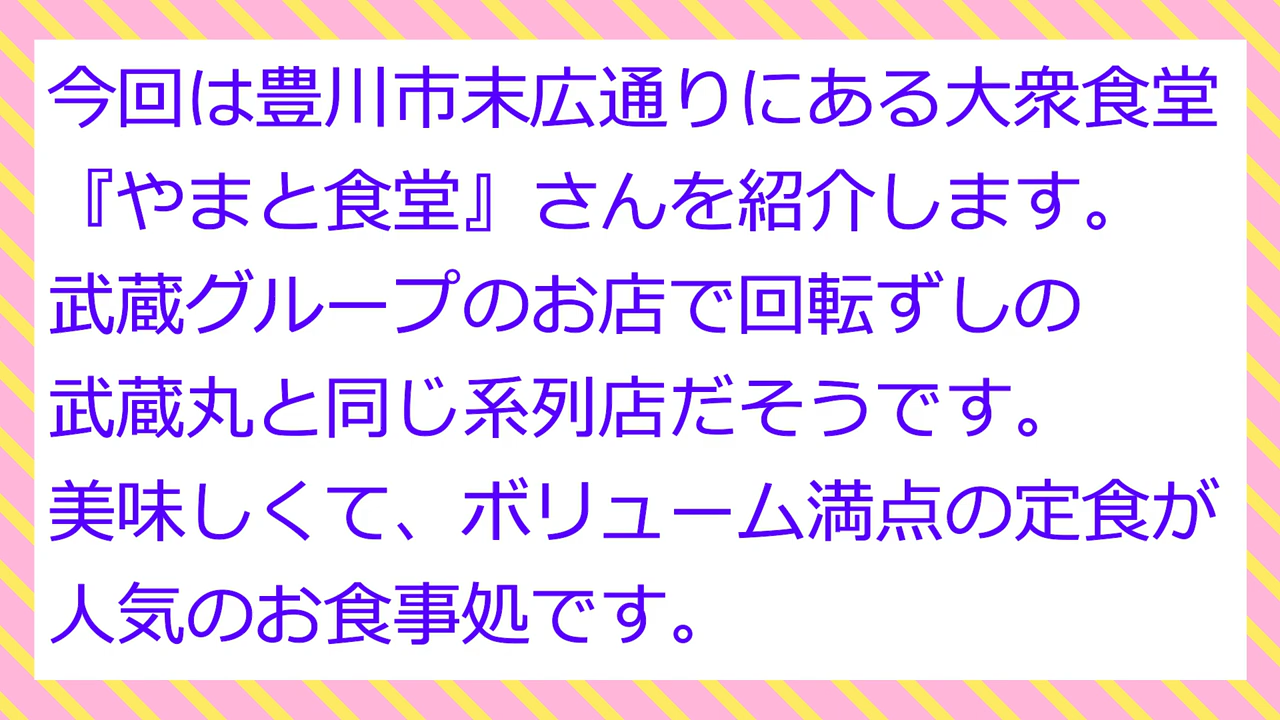 今回は豊川市末広通りにある大衆食堂
『やまと食堂』さんを紹介します。
武蔵グループのお店で回転ずしの
武蔵丸と同じ系列店だそうです。
美味しくて、ボリューム満点の定食が
人気のお食事処です。